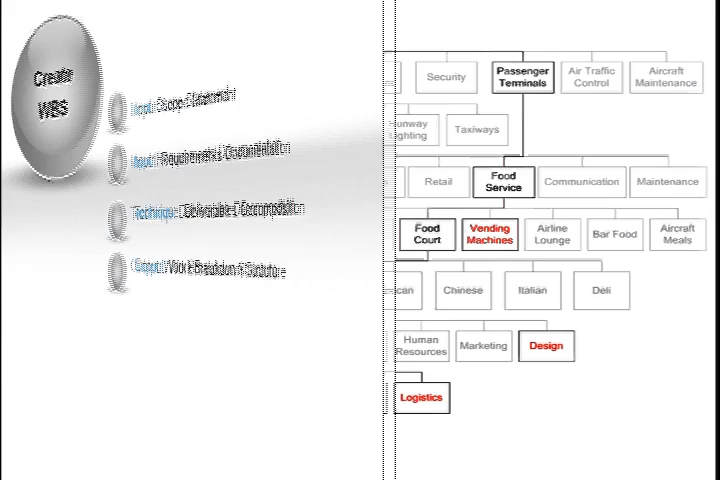 Create
WBS
Input: Scope Statement
Input: Requirements Documentation
Technique: Deliverables Decomposition
Output: Work Breakdown Structure
Security
Passenger
Terminals
Air Traffic
Control
Aircraft
Maintenance
Taxiways
Retail
Food
Service
Communication
Maintenance
Food
Court
Vending
Machines
Airline
Lounge
Bar Food
Aircraft
Meals
Chinese
Italian
Deli
Human
Resources
Marketing
Design
Logistics